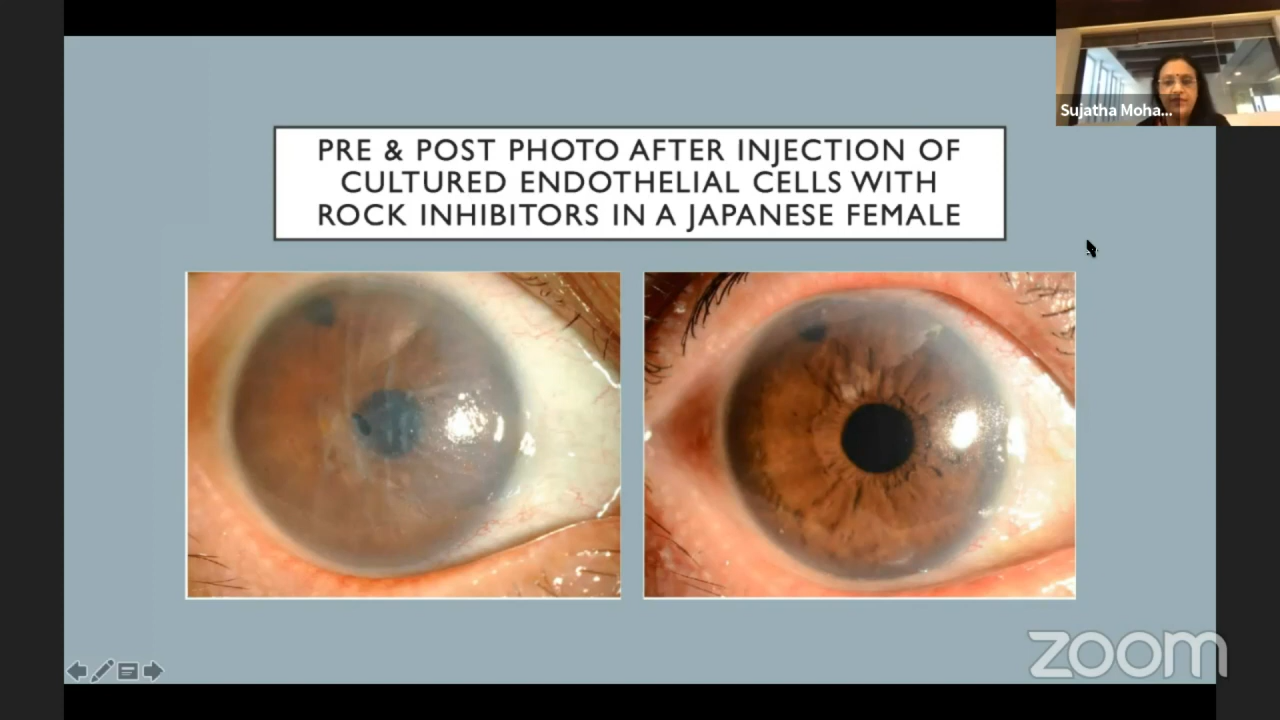 Sujatha Moha...
PRE & POST PHOTO AFTER INJECTION OF
CULTURED ENDOTHELIAL CELLS WITH
ROCK INHIBITORS IN A JAPANESE FEMALE
zoom